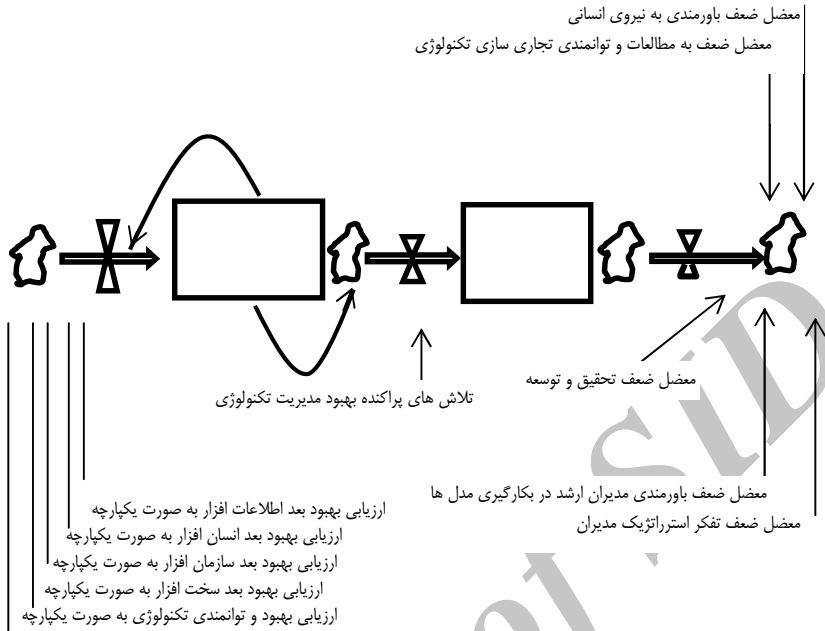 معضل ضعف باورمندی به نیروی انسانی
معضل ضعف به مطالعات و توانمندی تجاری سازی تکنولوژی
معضل ضعف تحقیق و توسعه
تلاش های پراکنده بهبود مدیریت تکنولوژی
معضل ضعف باورمندی مدیران ارشد در بکارگیری مدل ها
معضل ضعف تفکر استرراتژیک مدیران
ارزیابی بهبود بعد اطلاعات افزار به صورت یکپارچه
ارزیابی بهبود بعد انسان افزار به صورت یکپارچه
ارزیابی بهبود بعد سازمان افزار به صورت یکپارچه
ارزیابی بهبود بعد سخت افزار به صورت یکپارچه
ارزیابی بهبود و توانمندی تکنولوژی به صورت یکپارچه
SiD